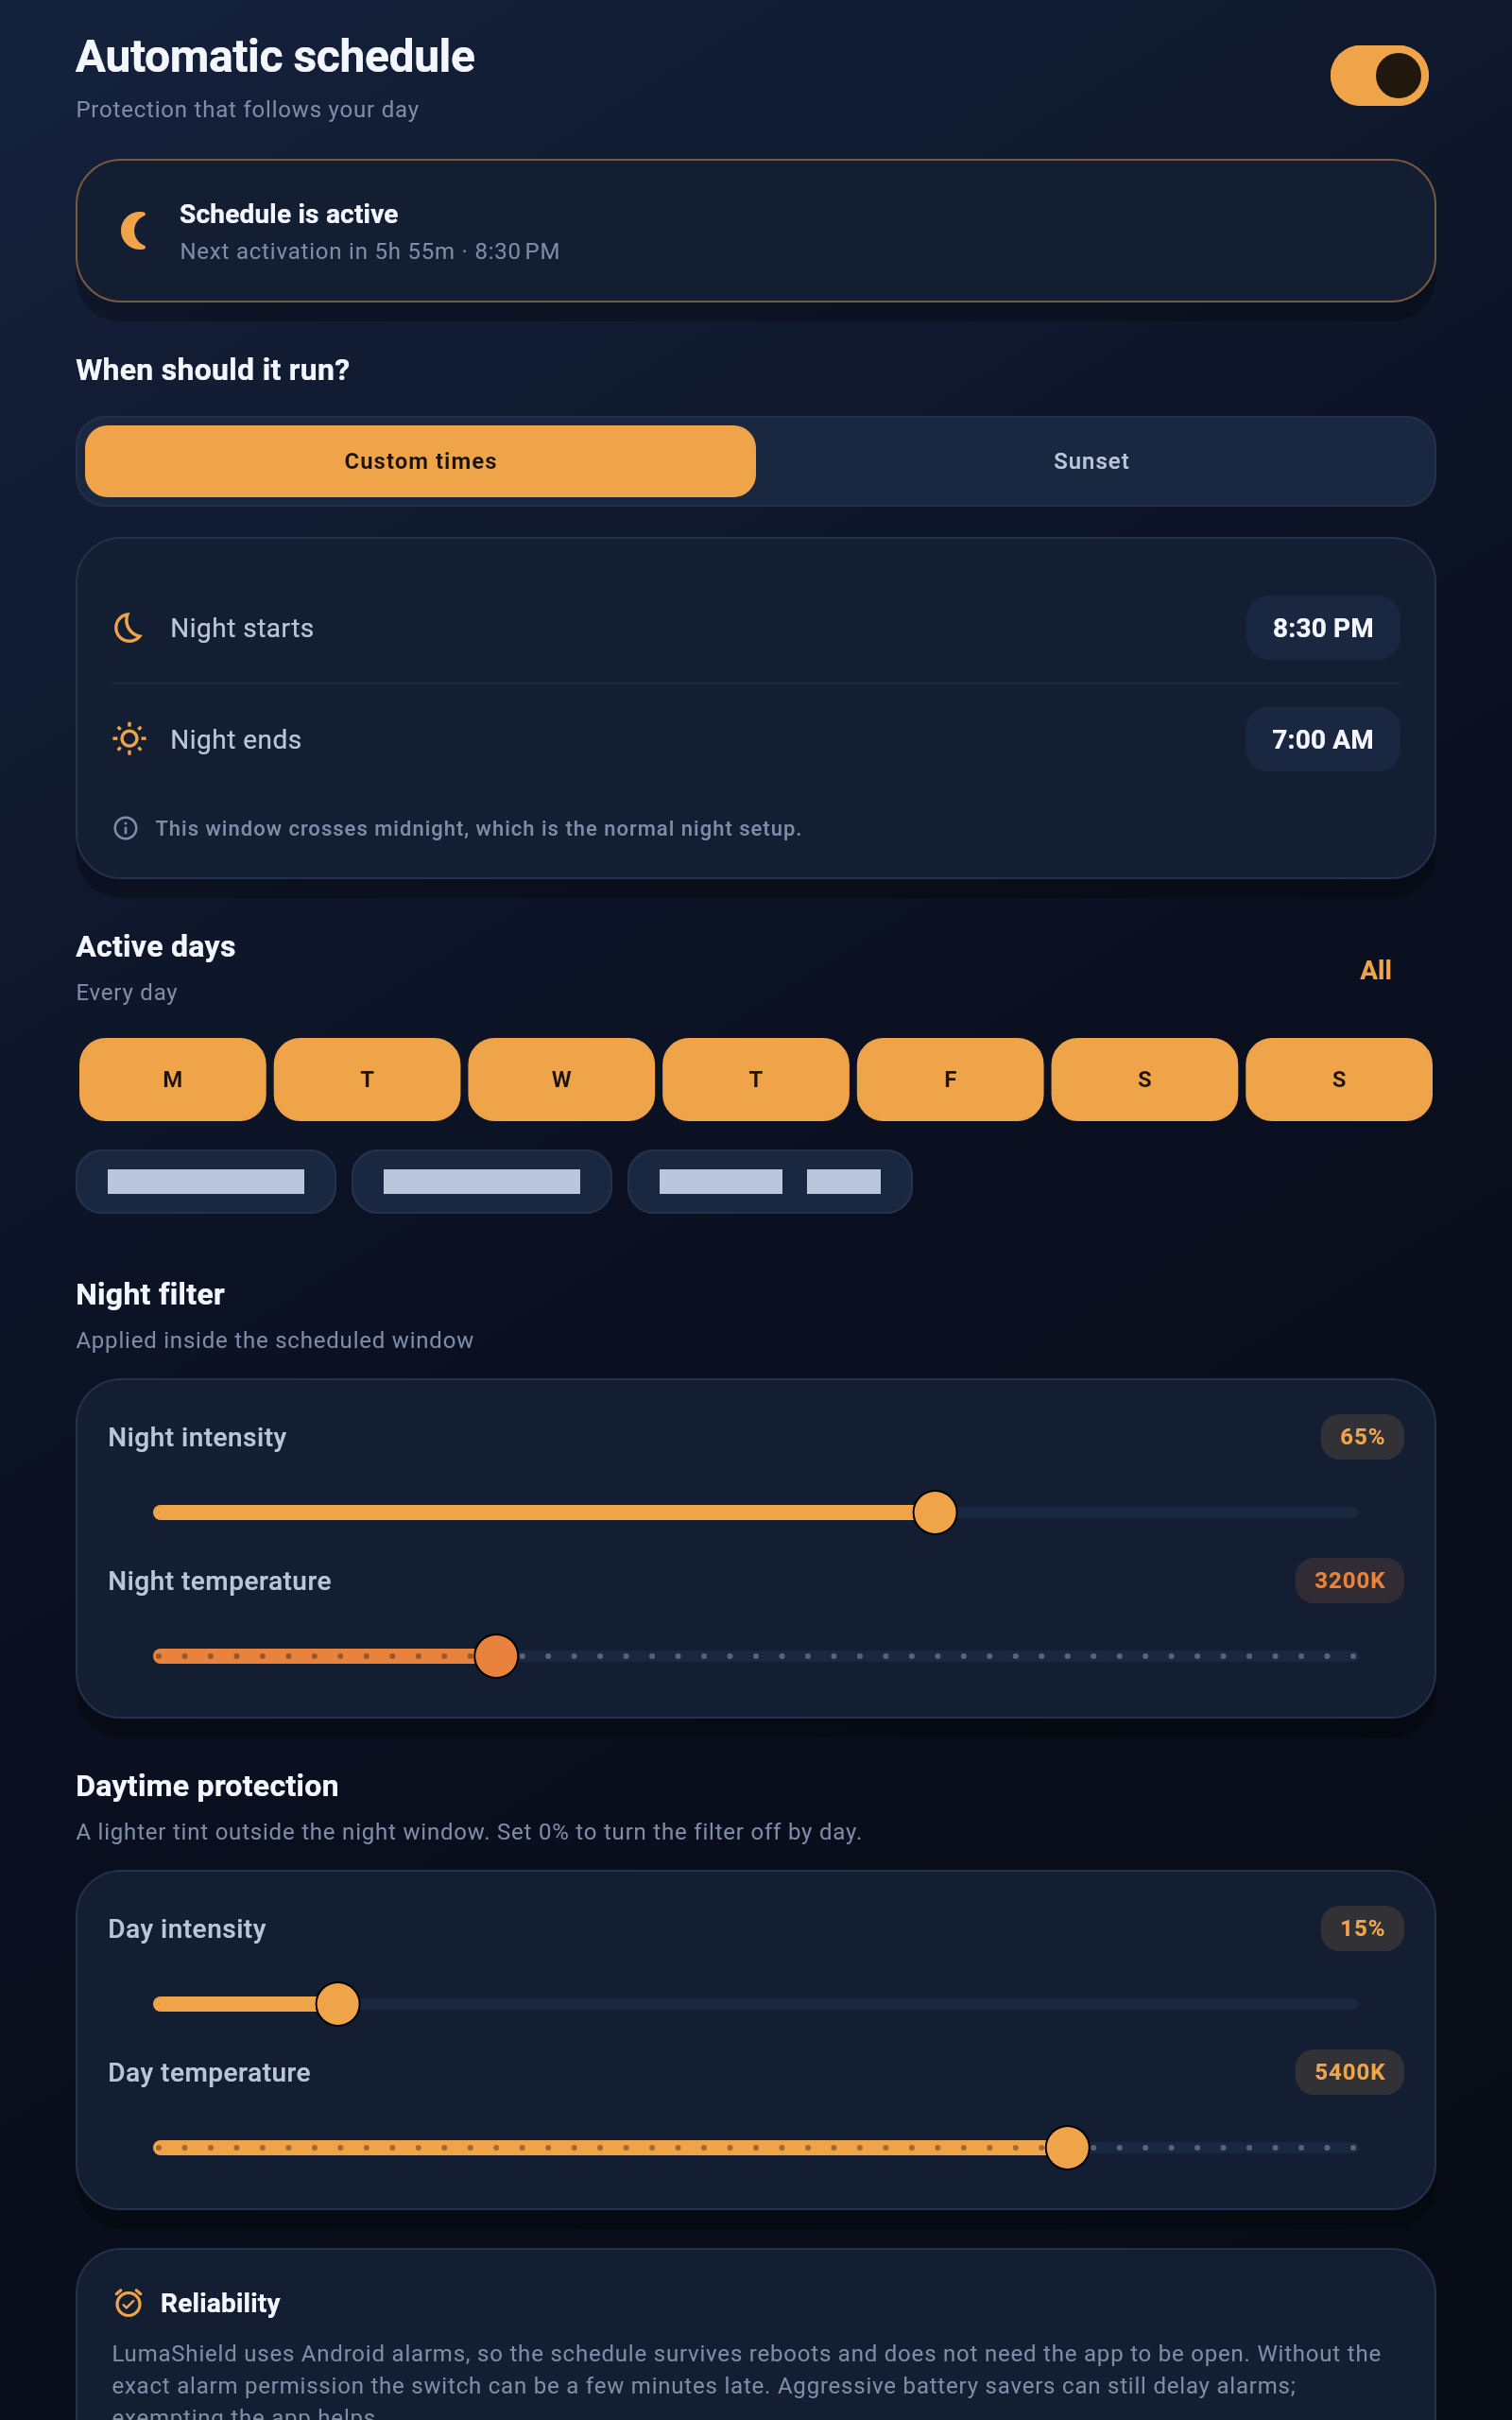 Automatic schedule
Protection that follows your day
Schedule is active
Next activation in 5h 55m · 8:30 PM
When should it run?
Custom times
Sunset
Night starts
8:30 PM
Night ends
7:00 AM
This window crosses midnight, which is the normal night setup.
Active days
All
Every day
M T W T F S S
Night filter
Applied inside the scheduled window
Night intensity
65%
Night temperature
3200K
Daytime protection
A lighter tint outside the night window. Set 0% to turn the filter off by day.
Day intensity
15%
Day temperature
5400K
Reliability
LumaShield uses Android alarms, so the schedule survives reboots and does not need the app to be open. Without the
exact alarm permission the switch can be a few minutes late. Aggressive battery savers can still delay alarms;
exempting the app helps.